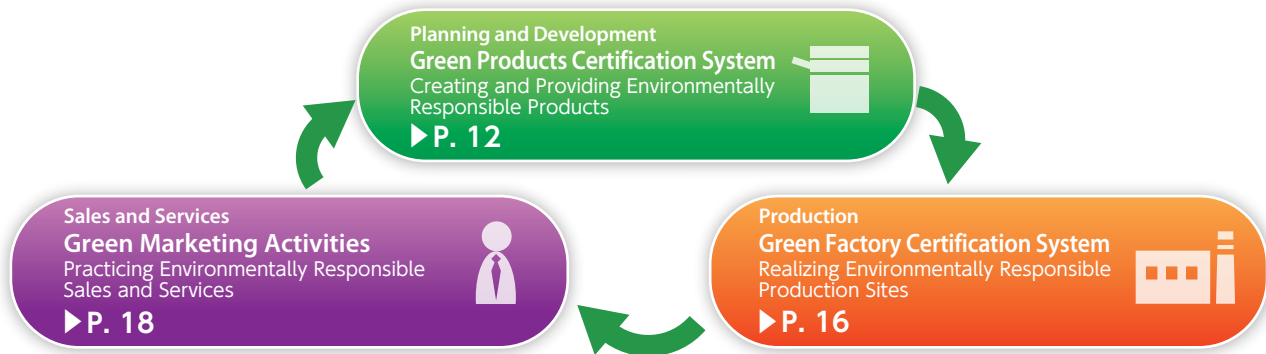 Planning and Development
Green Products Certification System
Creating and Providing Environmentally
Responsible Products
▶P. 12
Sales and Services
Green Marketing Activities
Practicing Environmentally Responsible
Sales and Services
▶P. 18
Production
Green Factory Certification System
Realizing Environmentally Responsible
Production Sites
▶P. 16